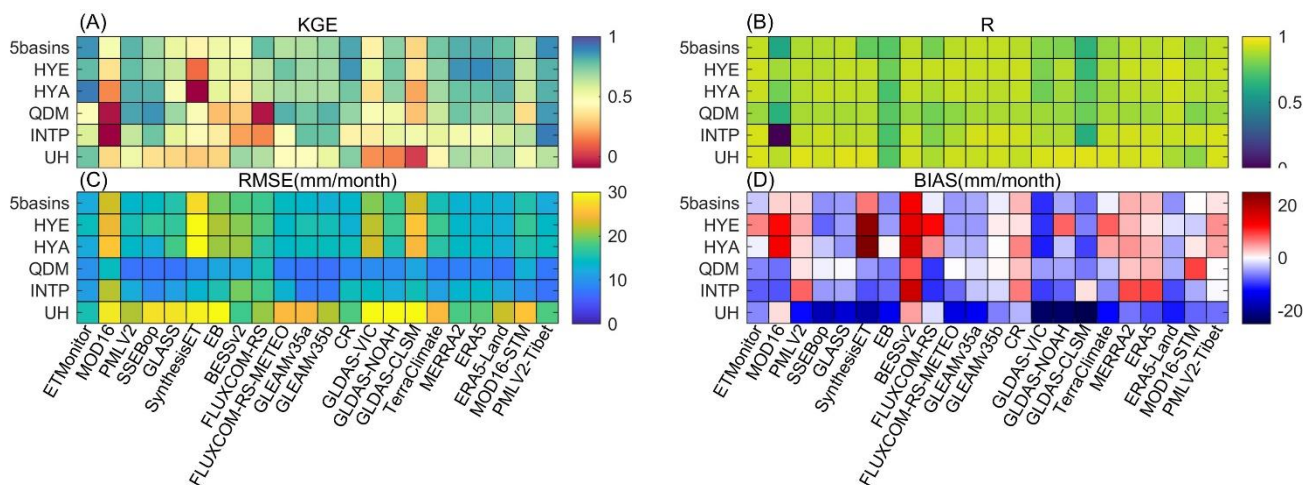 (A) KGE
5basins
HYE
HYA
QDM
INTP
UH
1
0.5
0
(B) R
5basins
HYE
HYA
QDM
INTP
UH
1
0.5
0
(C) RMSE(mm/month)
5basins
HYE
HYA
QDM
INTP
UH
30
20
10
0
ETMonitor
MOD16
PMLV2
SSEBop
GLASS
SynthesisET
EB
BESSv2
FLUXCOM-RS
FLUXCOM-RS-METEO
GLEAMv35a
GLEAMv35b
CR
GLDAS-VIC
GLDAS-NOAH
GLDAS-CLSM
TerraClimate
MERRA2
ERA5
ERA5-Land
MOD16-STM
PMLV2-Tibet
(D) BIAS(mm/month)
5basins
HYE
HYA
QDM
INTP
UH
20
10
0
-10
-20
ETMonitor
MOD16
PMLV2
SSEBop
GLASS
SynthesisET
EB
BESSv2
FLUXCOM-RS
FLUXCOM-RS-METEO
GLEAMv35a
GLEAMv35b
CR
GLDAS-VIC
GLDAS-NOAH
GLDAS-CLSM
TerraClimate
MERRA2
ERA5
ERA5-Land
MOD16-STM
PMLV2-Tibet